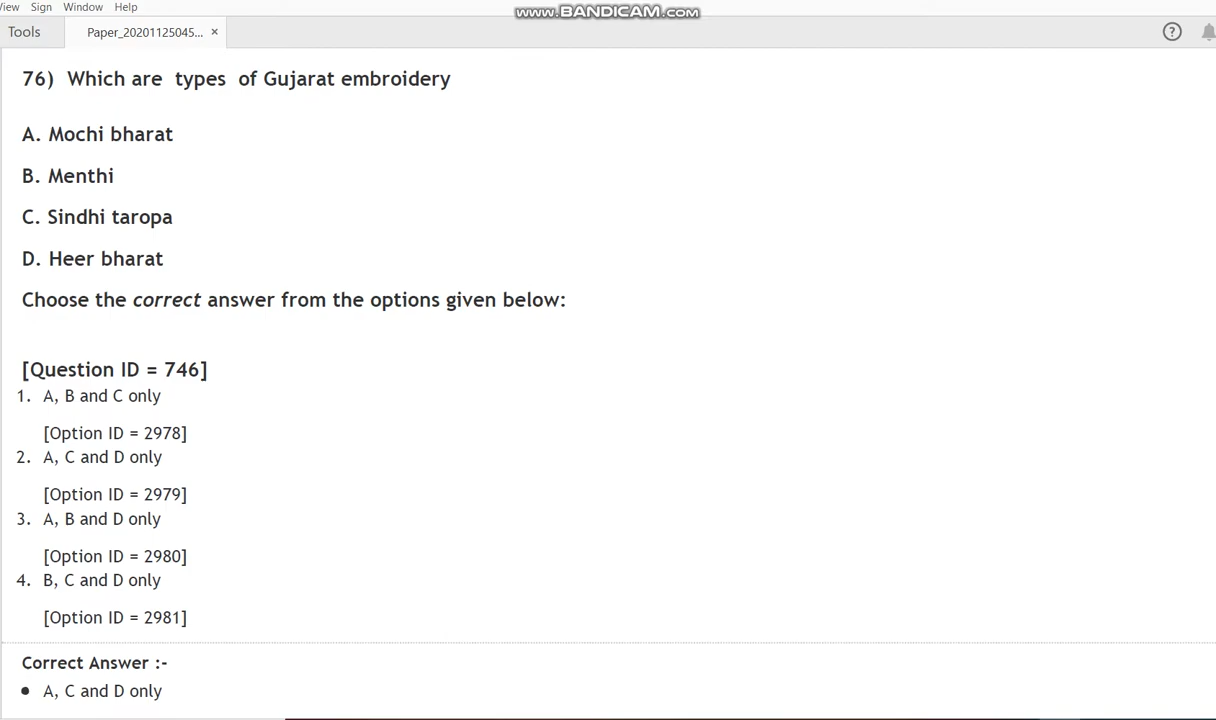 View Sign Window Help
www.BANDICAM.com
Tools Paper_20201125045... × ?
76) Which are types of Gujarat embroidery
A. Mochi bharat
B. Menthi
C. Sindhi taropa
D. Heer bharat
Choose the correct answer from the options given below:
[Question ID = 746]
1. A, B and C only
[Option ID = 2978]
2. A, C and D only
[Option ID = 2979]
3. A, B and D only
[Option ID = 2980]
4. B, C and D only
[Option ID = 2981]
Correct Answer :-
• A, C and D only